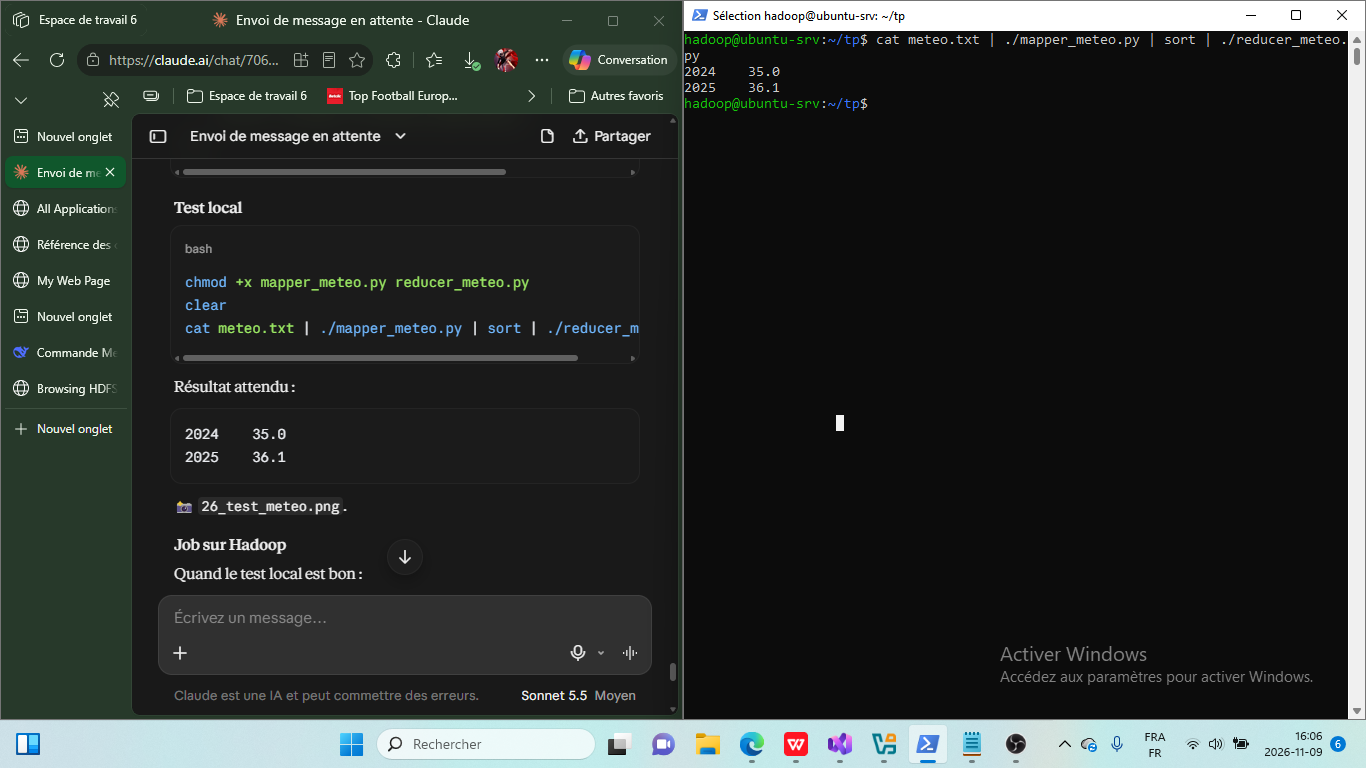 Espace de travail 6
Envoi de message en attente - Claude
https://claude.ai/chat/706...
Conversation
Espace de travail 6
Top Football Europ...
Autres favoris
Nouvel onglet
Envoi de me
All Applications
Référence des
My Web Page
Nouvel onglet
Commande Me
Browsing HDFS
Nouvel onglet
Envoi de message en attente
Partager
Test local
bash
chmod +x mapper_meteo.py reducer_meteo.py
clear
cat meteo.txt | ./mapper_meteo.py | sort | ./reducer_m
Résultat attendu :
2024 35.0
2025 36.1
26_test_meteo.png.
Job sur Hadoop
Quand le test local est bon :
Écrivez un message…
Claude est une IA et peut commettre des erreurs.
Sonnet 5.5 Moyen
Sélection hadoop@ubuntu-srv: ~/tp
hadoop@ubuntu-srv:~/tp$ cat meteo.txt | ./mapper_meteo.py | sort | ./reducer_meteo.
py
2024 35.0
2025 36.1
hadoop@ubuntu-srv:~/tp$
Activer Windows
Accédez aux paramètres pour activer Windows.
Rechercher
FRA
FR
16:06
2026-11-09
6